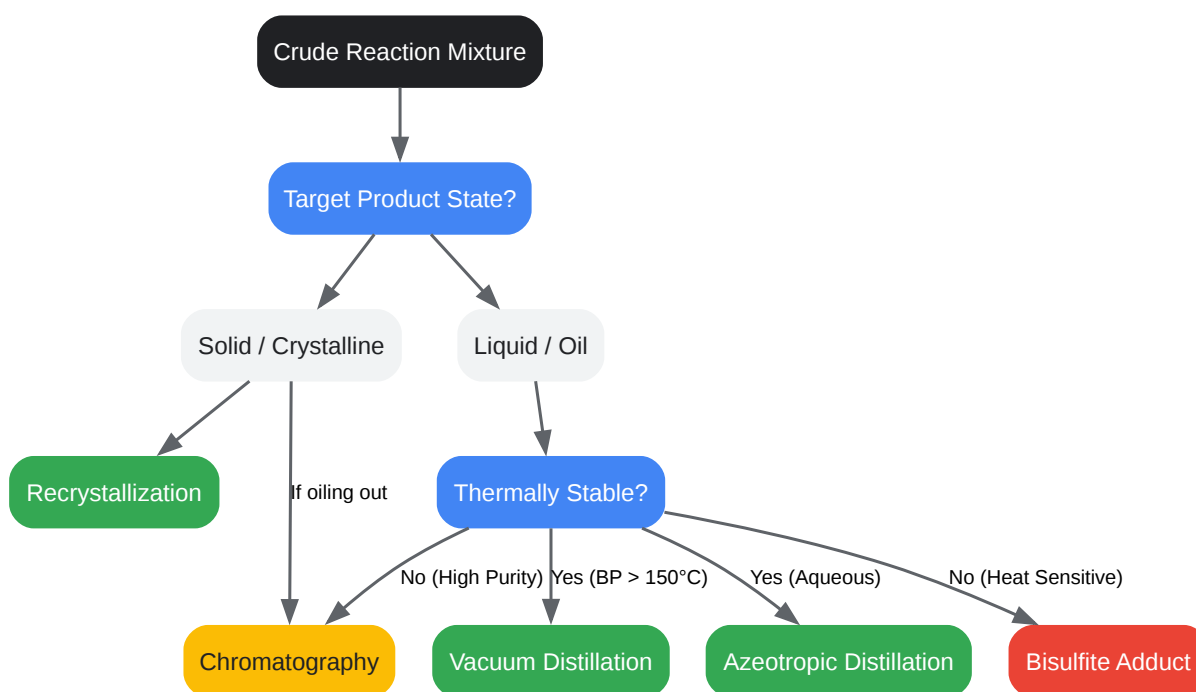 Crude Reaction Mixture
Target Product State?
Solid / Crystalline
Liquid / Oil
Recrystallization
If oiling out
Thermally Stable?
No (High Purity)
Yes (BP > 150°C)
Yes (Aqueous)
No (Heat Sensitive)
Chromatography
Vacuum Distillation
Azeotropic Distillation
Bisulfite Adduct